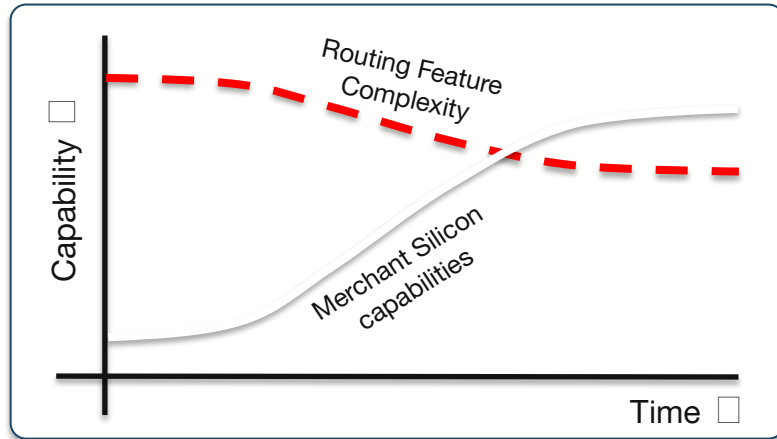 Routing Feature
Complexity
Capability □
Merchant Silicon
capabilities
Time □